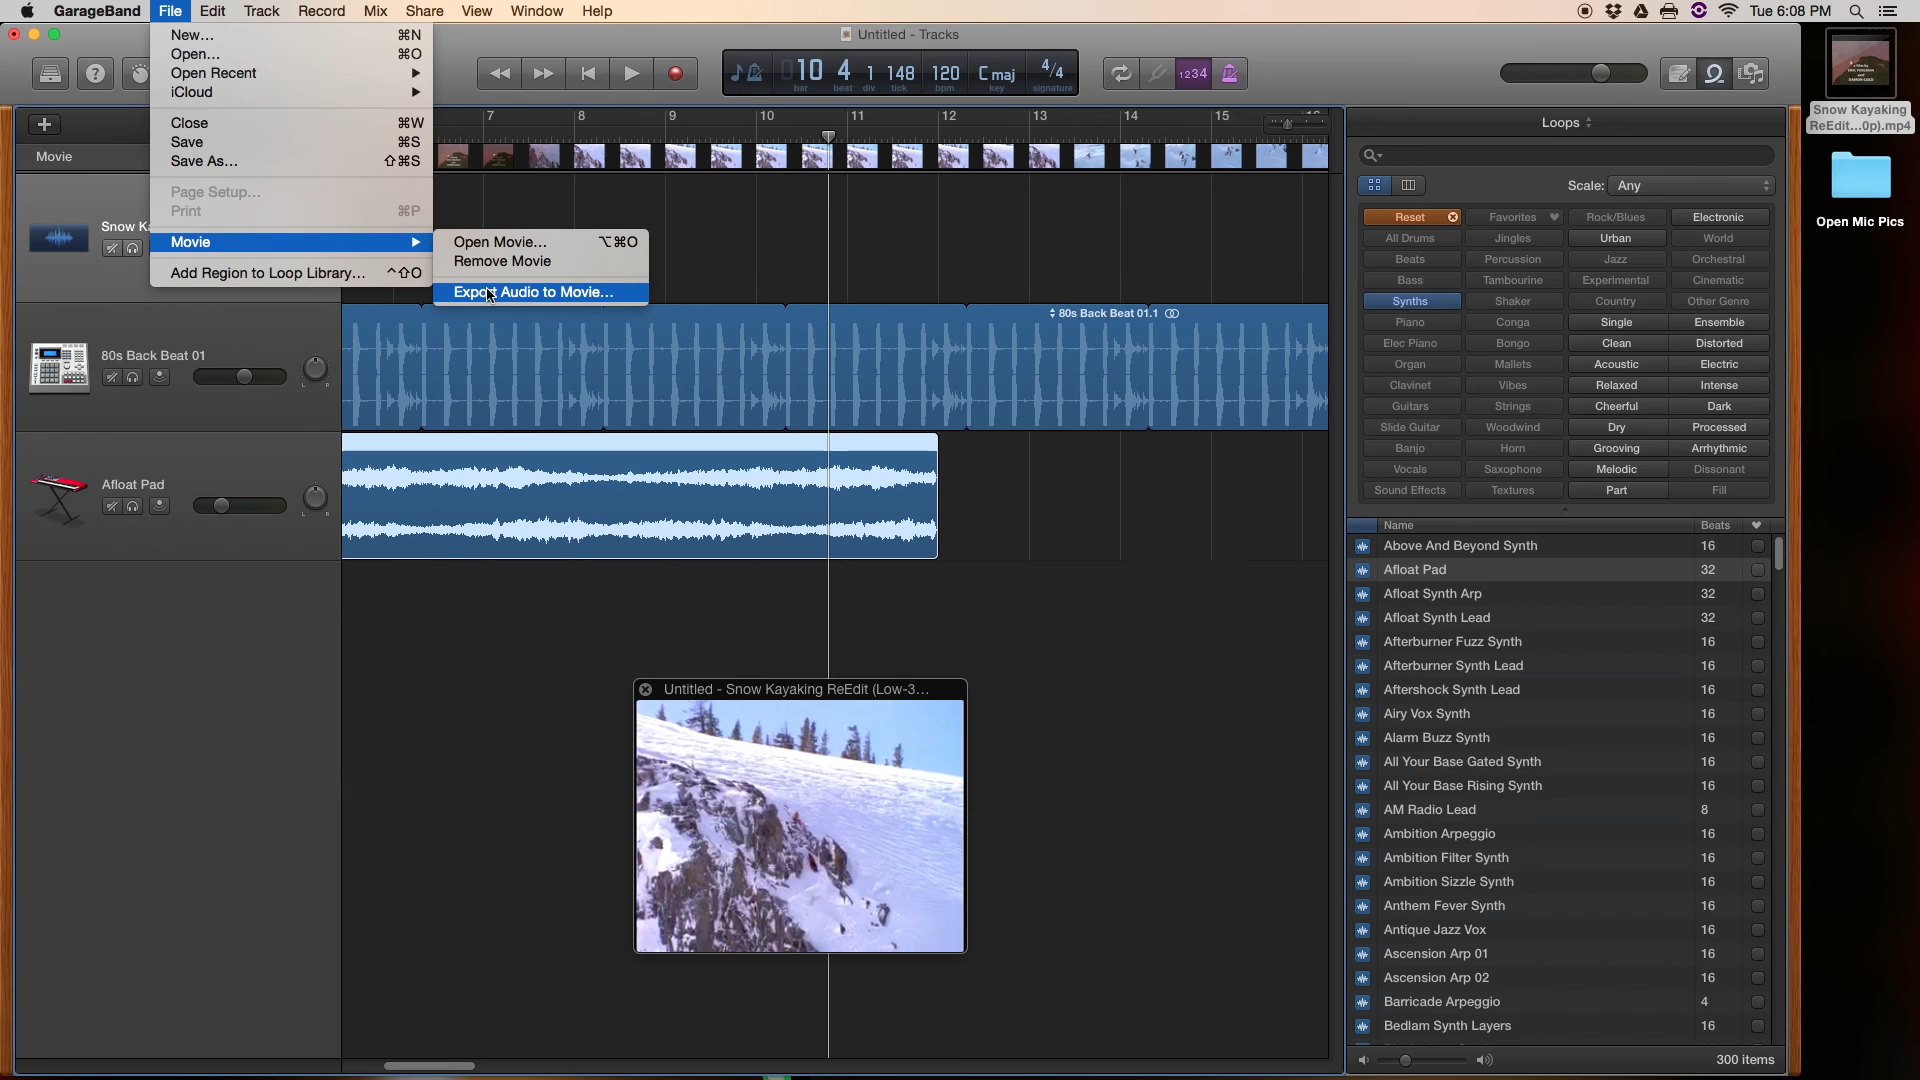 GarageBand File Edit Track Record Mix Share View Window Help Tue 6:08 PM
Untitled - Tracks
New... ⌘N
Open... ⌘O
Open Recent
iCloud
Close ⌘W
Save ⌘S
Save As... ⇧⌘S
Page Setup...
Print ⌘P
Movie
Add Region to Loop Library... ^⇧O
Open Movie... ⌥⌘O
Remove Movie
Export Audio to Movie...
10 4 1 148 120 C maj 4/4
bar beat div tick bpm key signature
1234
Snow Kayaking
ReEdit...0p).mp4
Open Mic Pics
7 8 9 10 11 12 13 14 15 16
Movie
Snow Ka
80s Back Beat 01
L R
80s Back Beat 01.1
Afloat Pad
L R
Untitled - Snow Kayaking ReEdit (Low-3...
Loops
Scale: Any
Reset Favorites Rock/Blues Electronic
All Drums Jingles Urban World
Beats Percussion Jazz Orchestral
Bass Tambourine Experimental Cinematic
Synths Shaker Country Other Genre
Piano Conga Single Ensemble
Elec Piano Bongo Clean Distorted
Organ Mallets Acoustic Electric
Clavinet Vibes Relaxed Intense
Guitars Strings Cheerful Dark
Slide Guitar Woodwind Dry Processed
Banjo Horn Grooving Arrhythmic
Vocals Saxophone Melodic Dissonant
Sound Effects Textures Part Fill
Name Beats
Above And Beyond Synth 16
Afloat Pad 32
Afloat Synth Arp 32
Afloat Synth Lead 32
Afterburner Fuzz Synth 16
Afterburner Synth Lead 16
Aftershock Synth Lead 16
Airy Vox Synth 16
Alarm Buzz Synth 16
All Your Base Gated Synth 16
All Your Base Rising Synth 16
AM Radio Lead 8
Ambition Arpeggio 16
Ambition Filter Synth 16
Ambition Sizzle Synth 16
Anthem Fever Synth 16
Antique Jazz Vox 16
Ascension Arp 01 16
Ascension Arp 02 16
Barricade Arpeggio 4
Bedlam Synth Layers 16
300 items